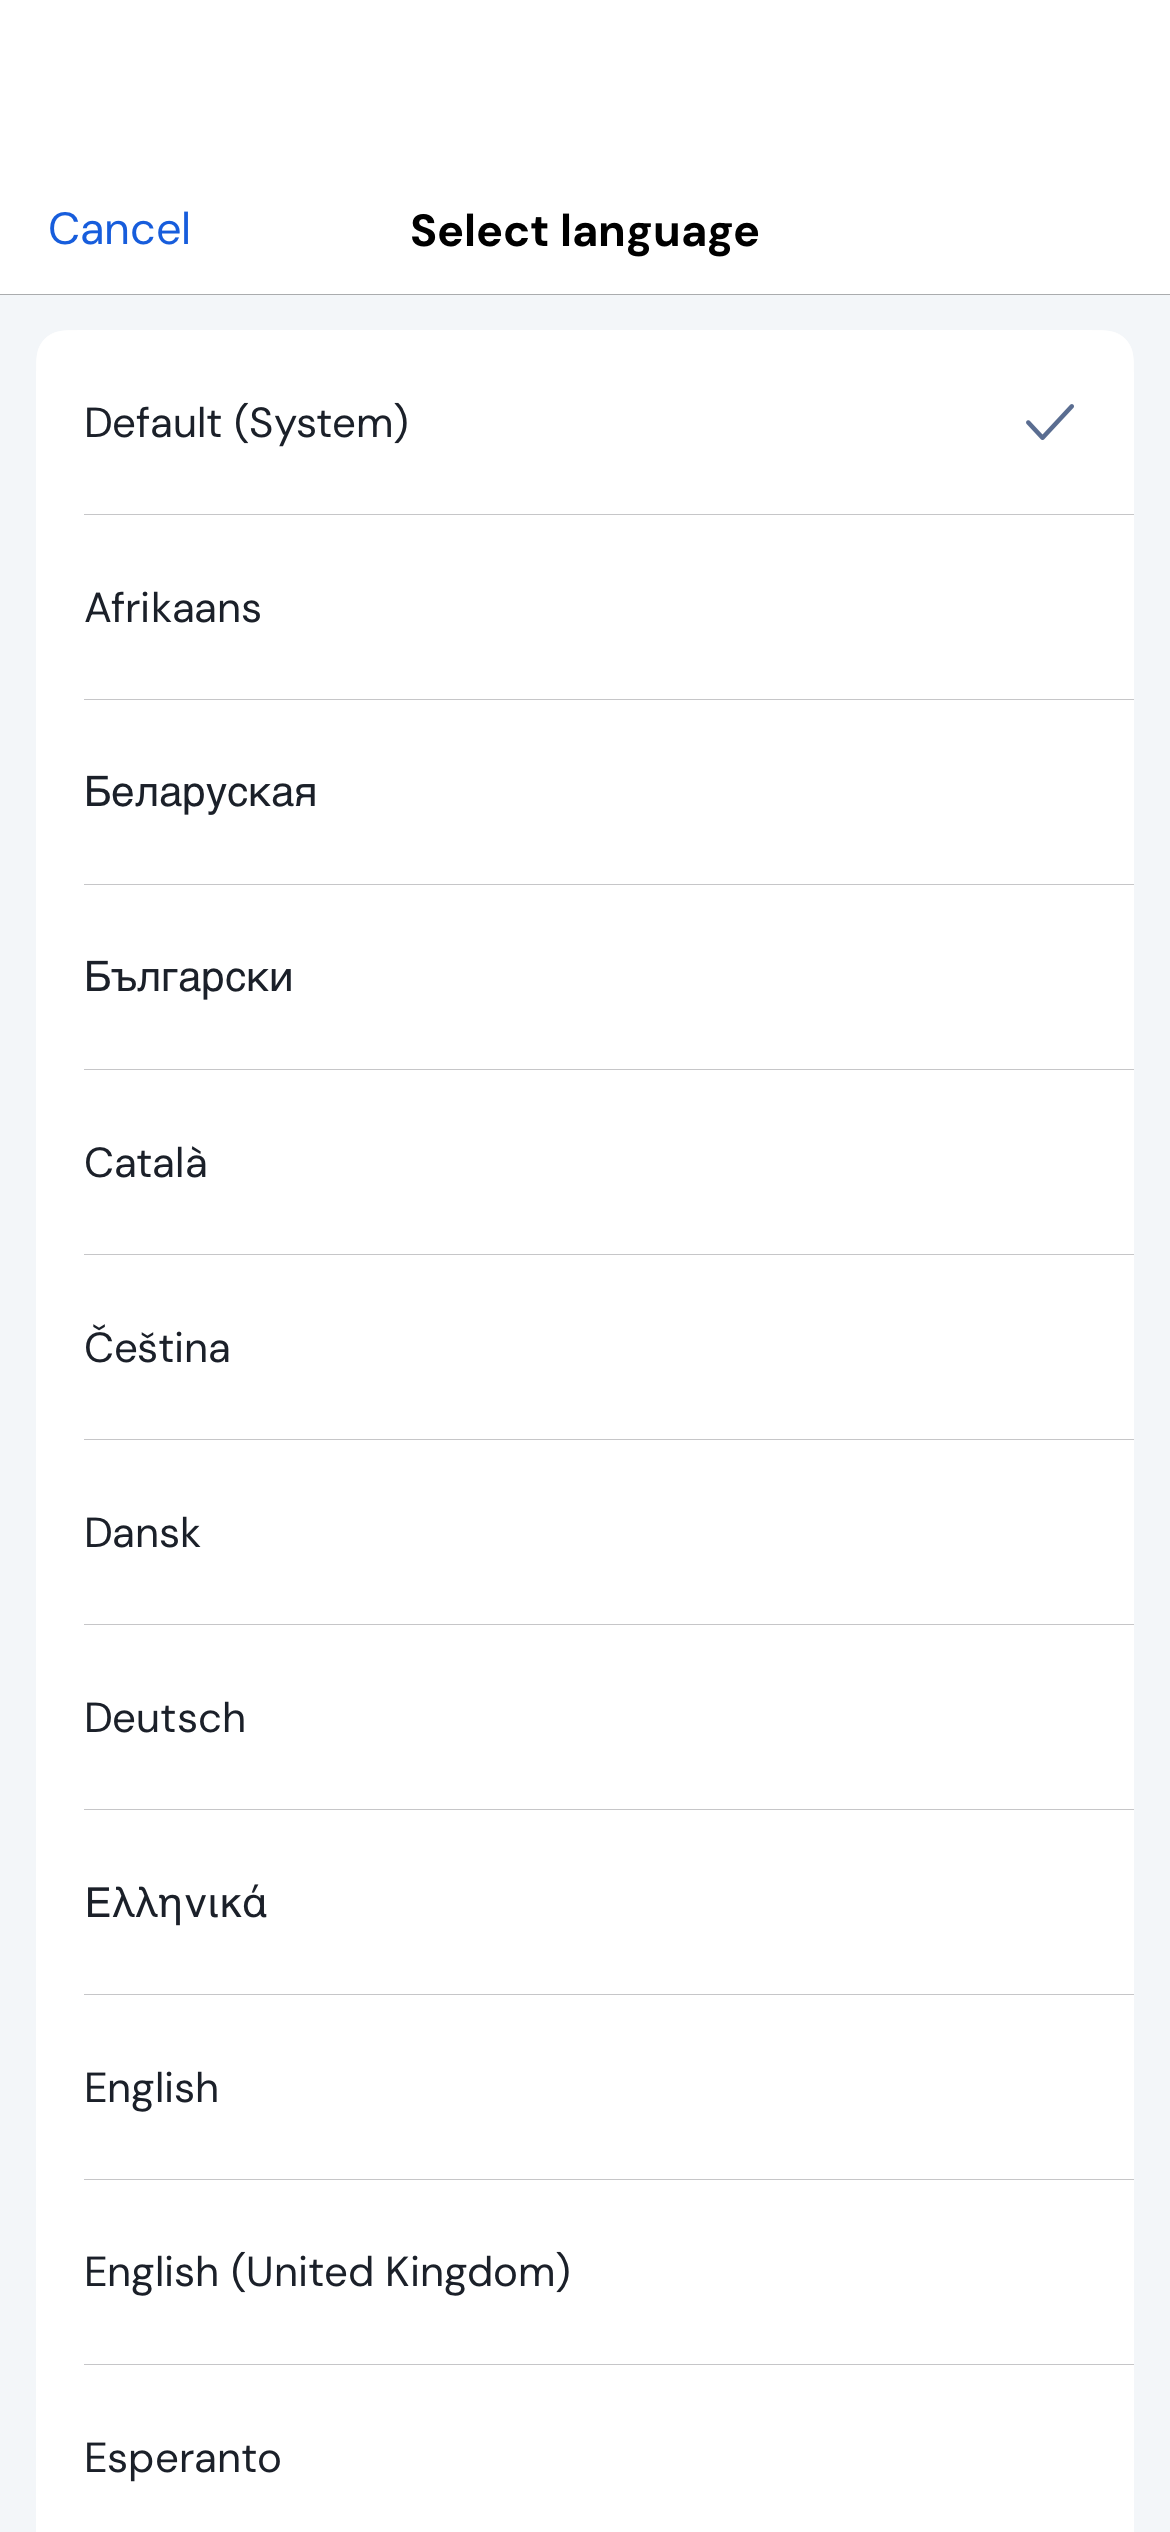 Cancel
Select language
Default (System)
Afrikaans
Беларуская
Български
Català
Čeština
Dansk
Deutsch
Ελληνικά
English
English (United Kingdom)
Esperanto